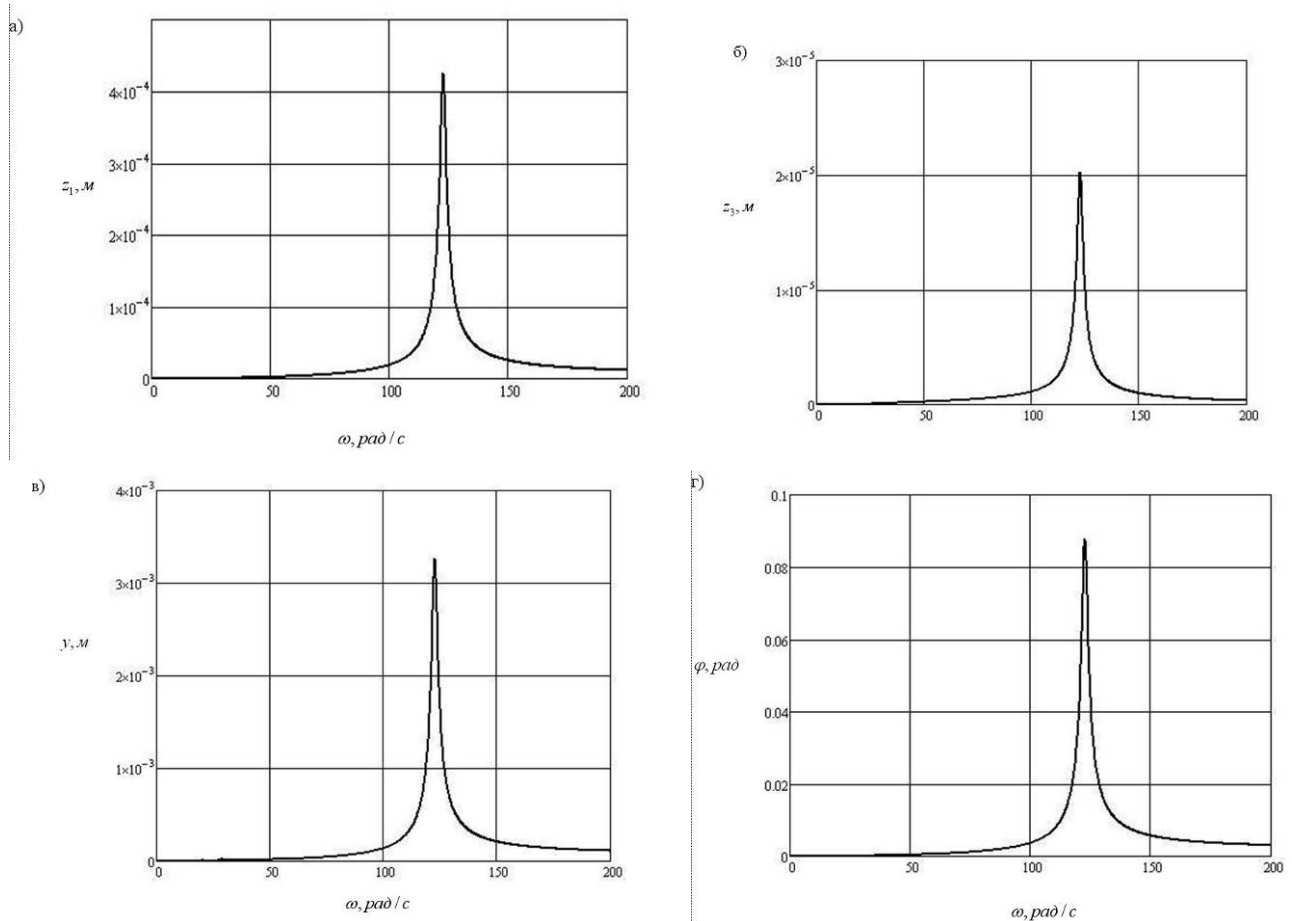 а)
4×10⁻⁴
3×10⁻⁴
z₁, м
2×10⁻⁴
1×10⁻⁴
0
0 50 100 150 200
ω, рад / с
б)
3×10⁻⁵
2×10⁻⁵
z₃, м
1×10⁻⁵
0
0 50 100 150 200
в)
4×10⁻³
3×10⁻³
y, м
2×10⁻³
1×10⁻³
0
0 50 100 150 200
ω, рад / с
г)
0.1
0.08
0.06
φ, рад
0.04
0.02
0
0 50 100 150 200
ω, рад / с